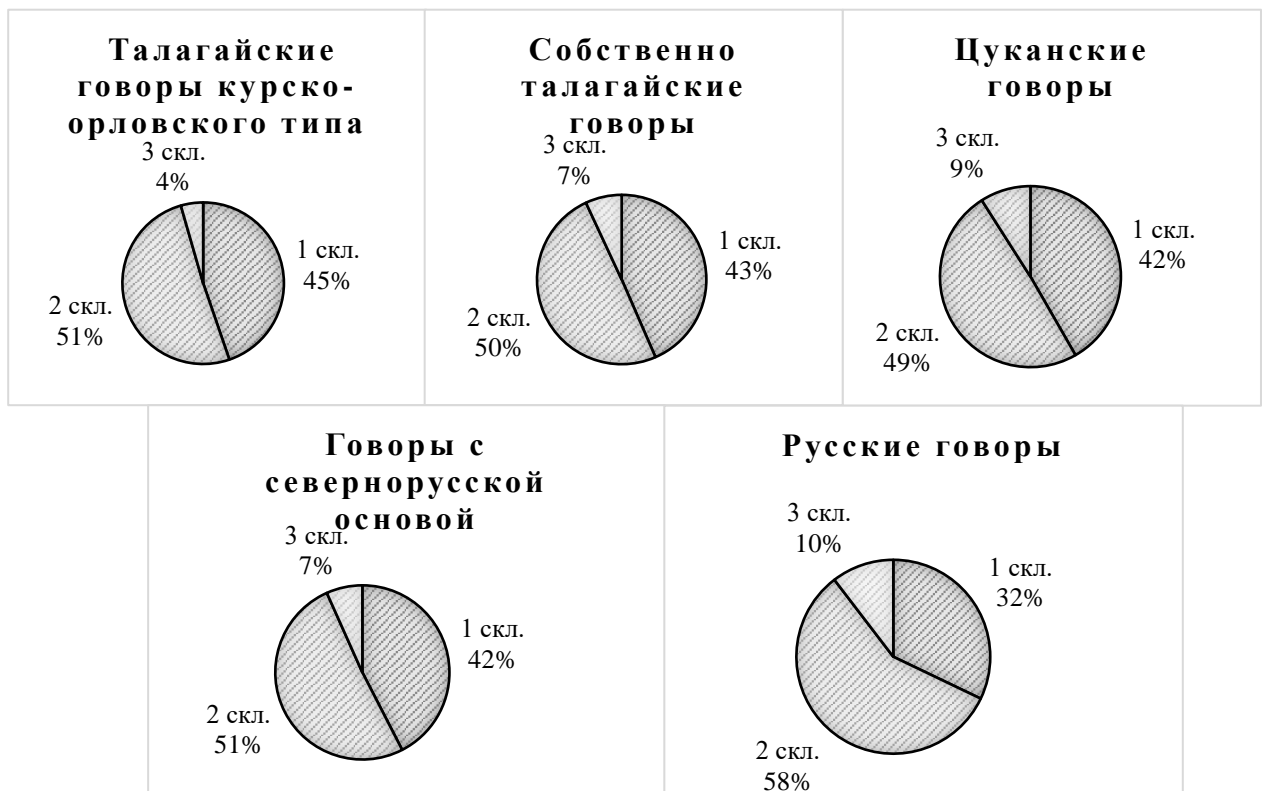 Талагайские
говоры курско-
орловского типа
3 скл.
4%
1 скл.
45%
2 скл.
51%
Собственно
талагайские
говоры
3 скл.
7%
1 скл.
43%
2 скл.
50%
Цуканские
говоры
3 скл.
9%
1 скл.
42%
2 скл.
49%
Говоры с
севернорусской
основой
3 скл.
7%
1 скл.
42%
2 скл.
51%
Русские говоры
3 скл.
10%
1 скл.
32%
2 скл.
58%